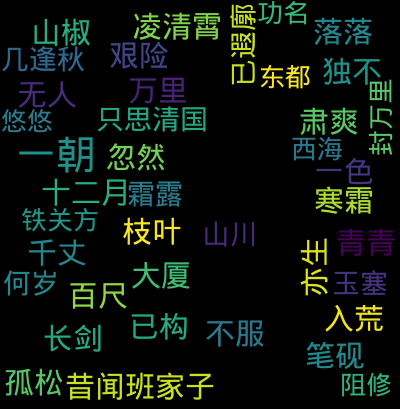 山椒
凌清霄
已遐廓
功名
落落
几逢秋
艰险
东都
独不
无人
万里
封万里
悠悠
只思清国
肃爽
一朝
忽然
西海
一色
十二月
霜露
寒霜
铁关方
枝叶
山川
青青
千丈
亦生
何岁
百尺
大厦
玉塞
长剑
已构
不服
入荒
笔砚
孤松
昔闻班家子
阻修